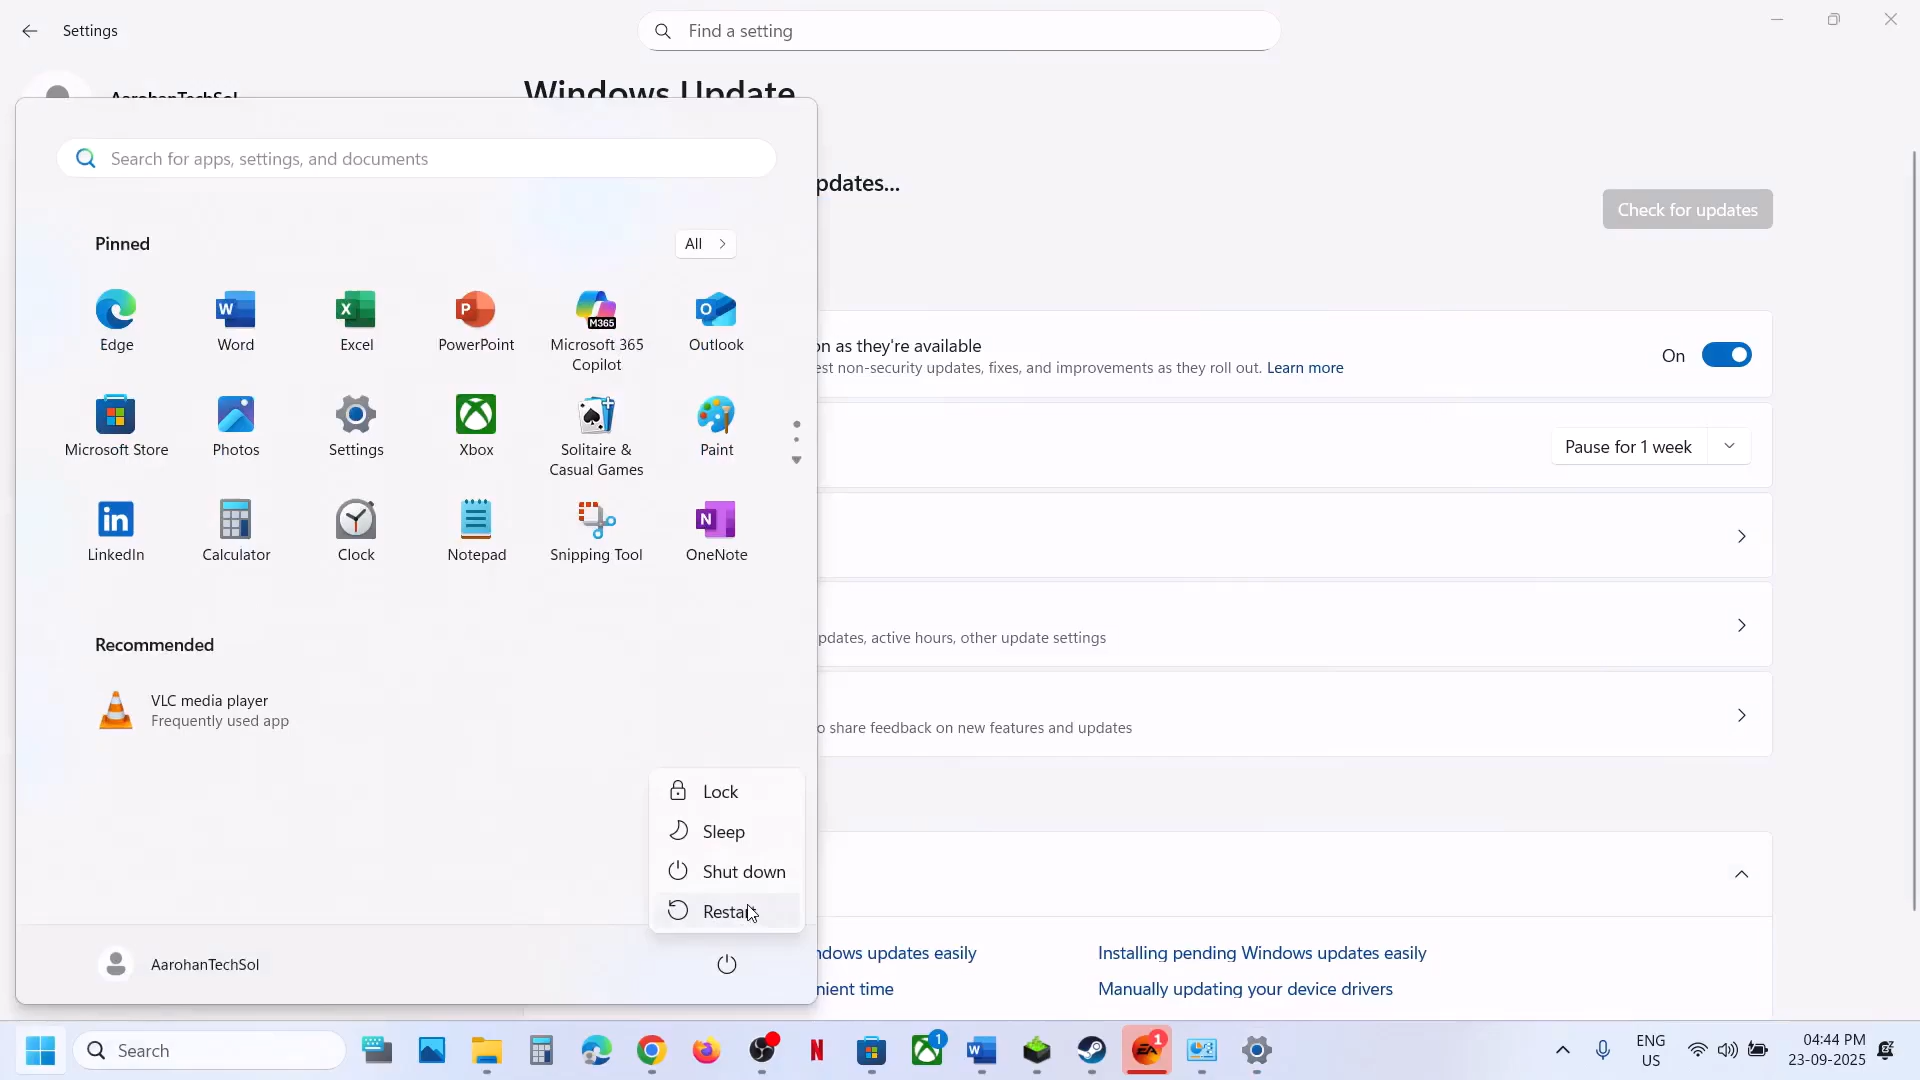 Settings
Find a setting
Windows Update
Search for apps, settings, and documents
pdates...
Check for updates
Pinned
All
Edge
Word
Excel
PowerPoint
M365
Microsoft 365
Copilot
Outlook
on as they're available
est non-security updates, fixes, and improvements as they roll out. Learn more
On
Microsoft Store
Photos
Settings
Xbox
Solitaire &
Casual Games
Paint
Pause for 1 week
LinkedIn
Calculator
Clock
Notepad
Snipping Tool
OneNote
Recommended
VLC media player
Frequently used app
pdates, active hours, other update settings
o share feedback on new features and updates
Lock
Sleep
Shut down
Restart
AarohanTechSol
ndows updates easily
Installing pending Windows updates easily
nient time
Manually updating your device drivers
Search
ENG
US
04:44 PM
23-09-2025